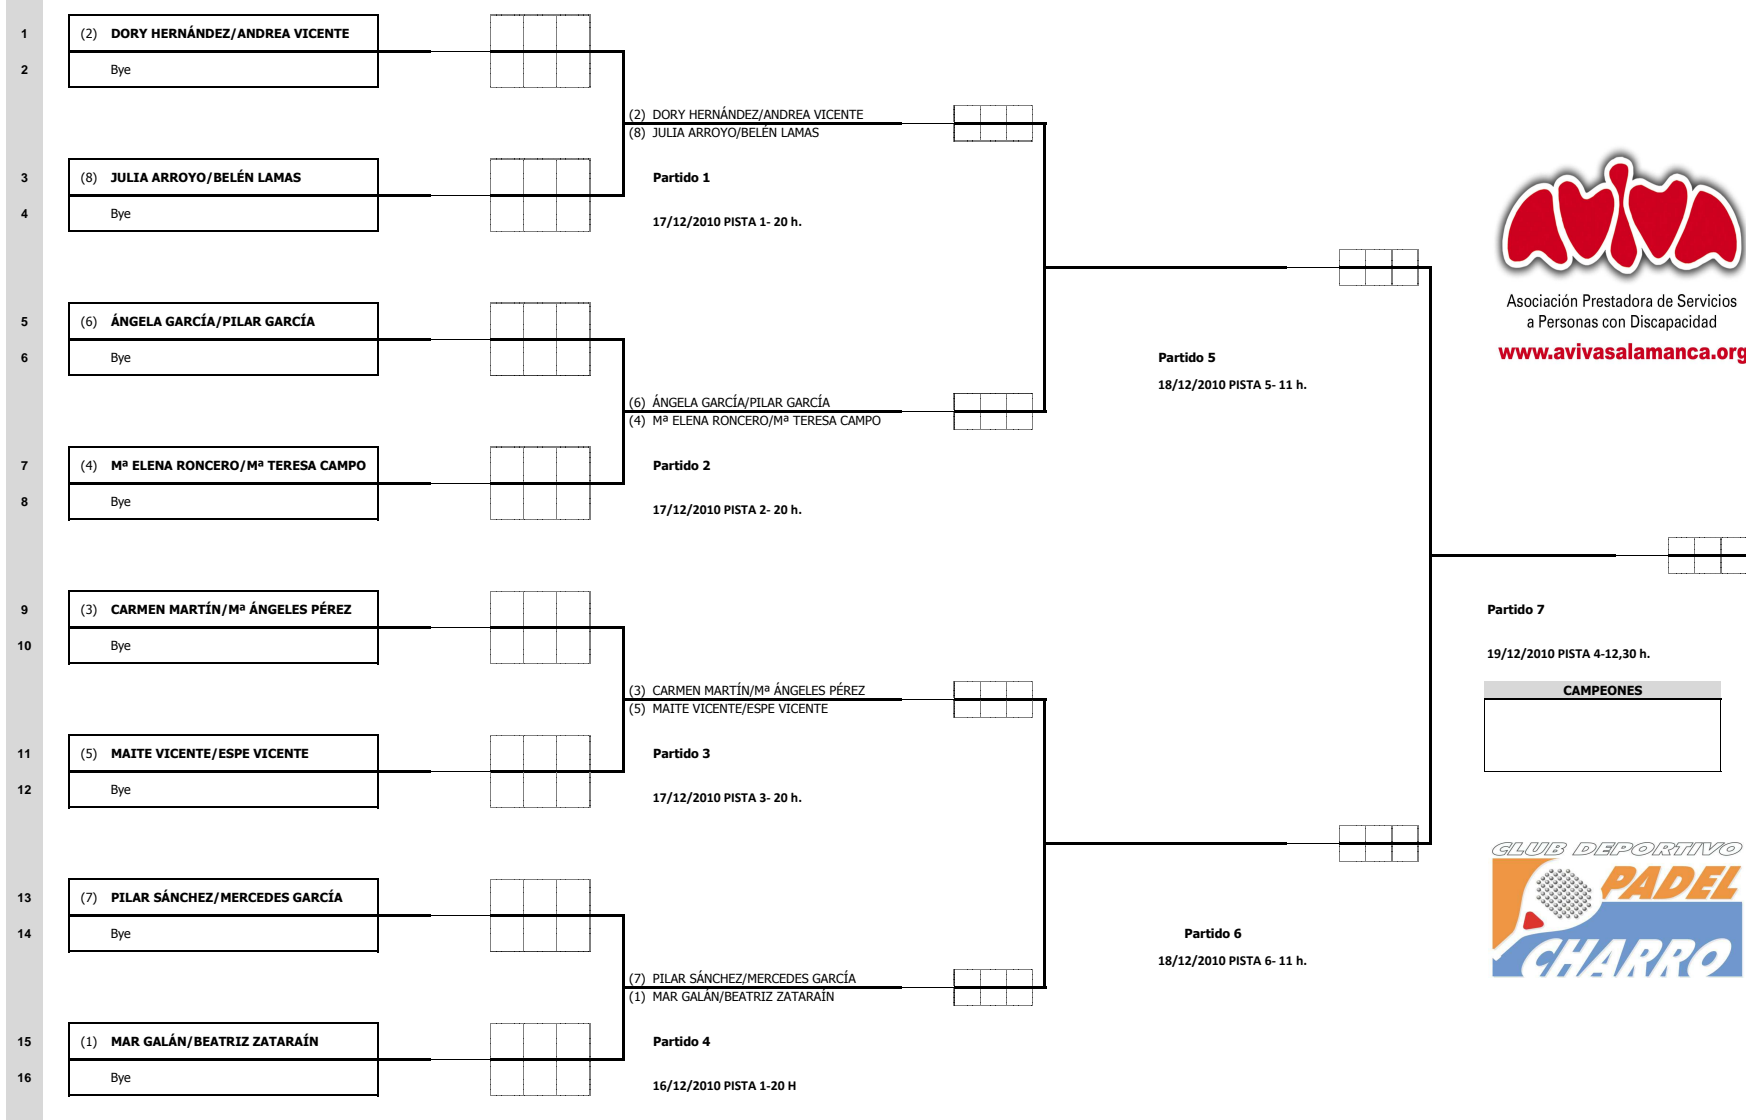 1 (2) DORY HERNÁNDEZ/ANDREA VICENTE
2 Bye
(2) DORY HERNÁNDEZ/ANDREA VICENTE
(8) JULIA ARROYO/BELÉN LAMAS
3 (8) JULIA ARROYO/BELÉN LAMAS
Partido 1
4 Bye
17/12/2010 PISTA 1- 20 h.
AVIVA
Asociación Prestadora de Servicios
a Personas con Discapacidad
www.avivasalamanca.org
5 (6) ÁNGELA GARCÍA/PILAR GARCÍA
6 Bye
Partido 5
18/12/2010 PISTA 5- 11 h.
(6) ÁNGELA GARCÍA/PILAR GARCÍA
(4) Mª ELENA RONCERO/Mª TERESA CAMPO
7 (4) Mª ELENA RONCERO/Mª TERESA CAMPO
Partido 2
8 Bye
17/12/2010 PISTA 2- 20 h.
9 (3) CARMEN MARTÍN/Mª ÁNGELES PÉREZ
Partido 7
10 Bye
19/12/2010 PISTA 4-12,30 h.
CAMPEONES
(3) CARMEN MARTÍN/Mª ÁNGELES PÉREZ
(5) MAITE VICENTE/ESPE VICENTE
11 (5) MAITE VICENTE/ESPE VICENTE
Partido 3
12 Bye
17/12/2010 PISTA 3- 20 h.
CLUB DEPORTIVO
PADEL
CHARRO
13 (7) PILAR SÁNCHEZ/MERCEDES GARCÍA
14 Bye
Partido 6
18/12/2010 PISTA 6- 11 h.
(7) PILAR SÁNCHEZ/MERCEDES GARCÍA
(1) MAR GALÁN/BEATRIZ ZATARAÍN
15 (1) MAR GALÁN/BEATRIZ ZATARAÍN
Partido 4
16 Bye
16/12/2010 PISTA 1-20 H